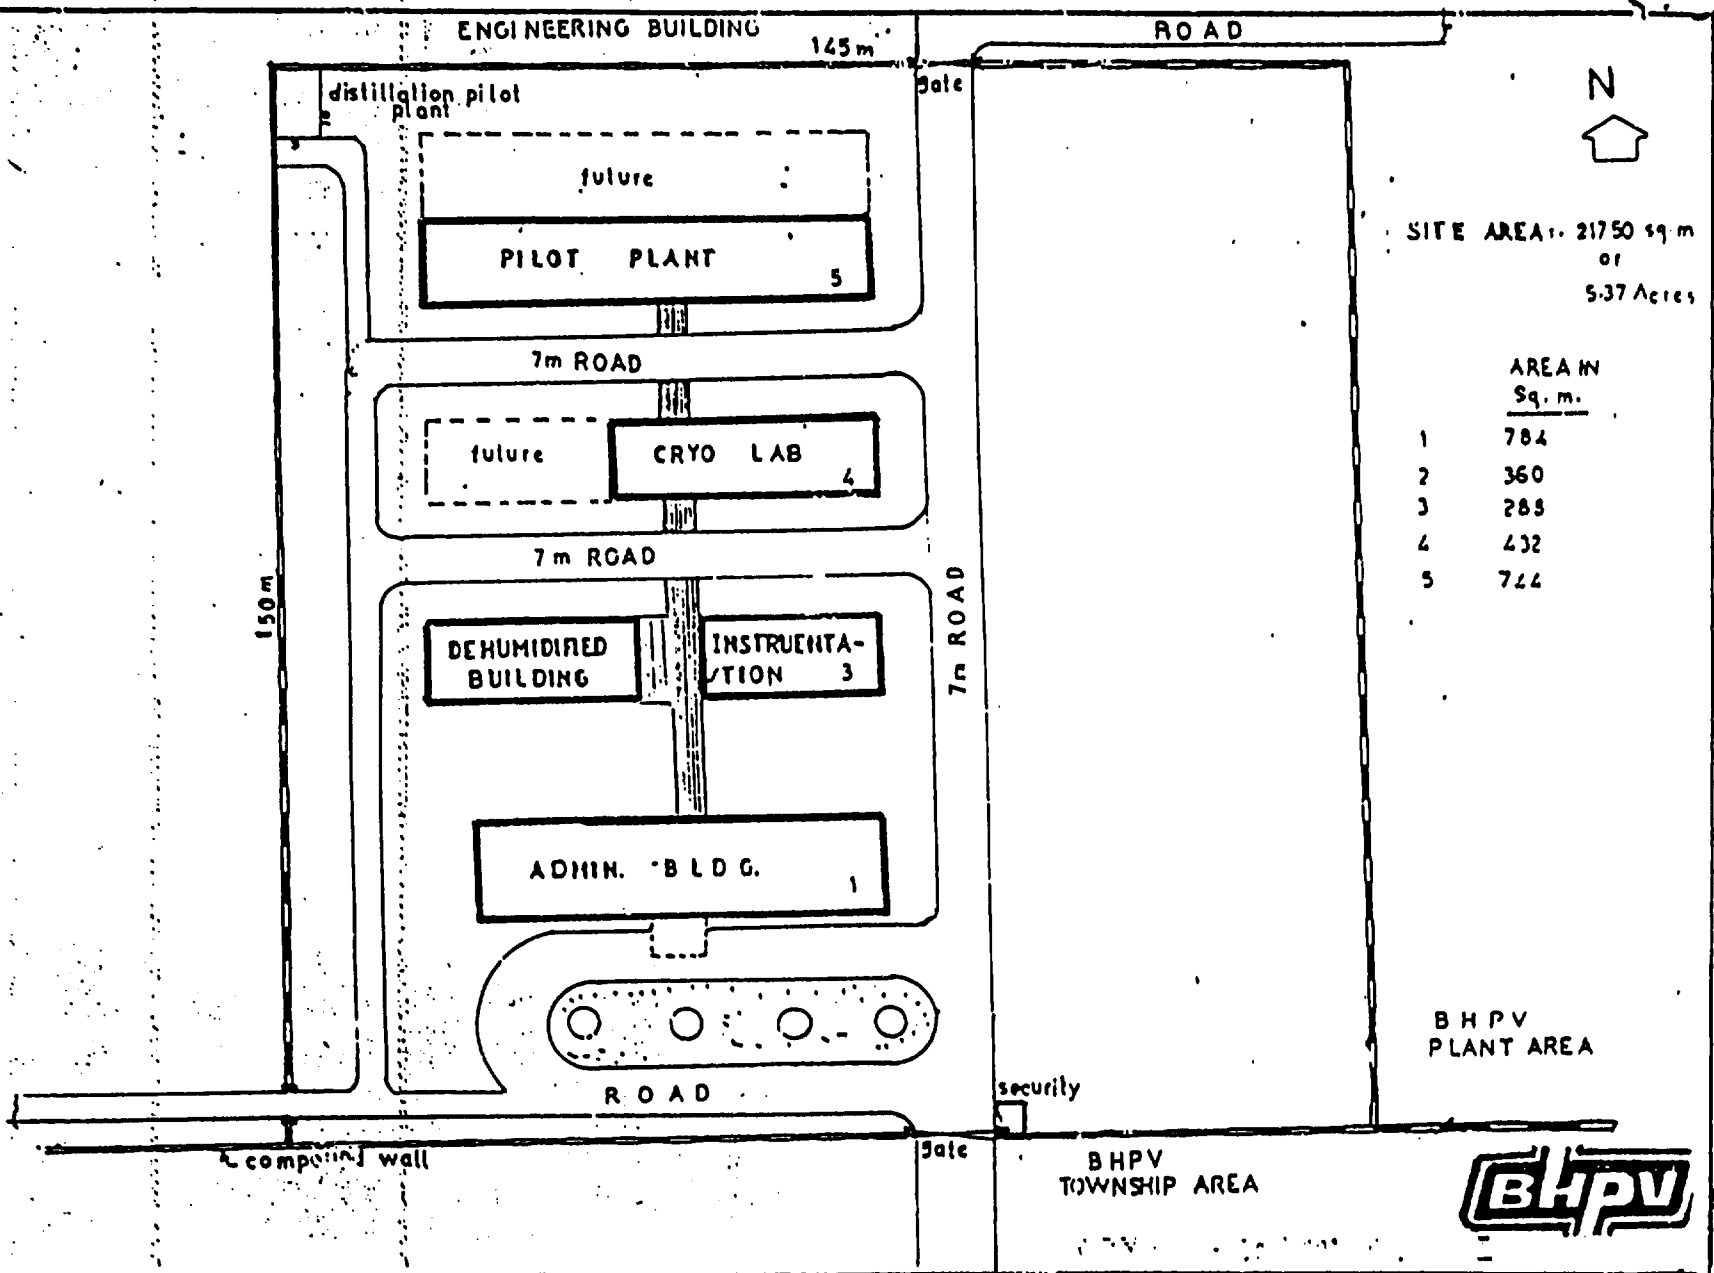 ENGINEERING BUILDING
ROAD
145m
gate
distillation pilot
plant
N
future
PILOT PLANT
5
SITE AREA:- 21750 sq.m
or
5.37 Acres
7m ROAD
AREA IN
Sq. m.
1 784
2 360
3 288
4 432
5 744
future
CRYO LAB
4
7m ROAD
150m
7m ROAD
DEHUMIDIFIED
BUILDING
INSTRUENTA-
TION 3
ADMIN. BLDG.
1
BHPV
PLANT AREA
ROAD
security
compuind wall
gate
BHPV
TOWNSHIP AREA
BHPV